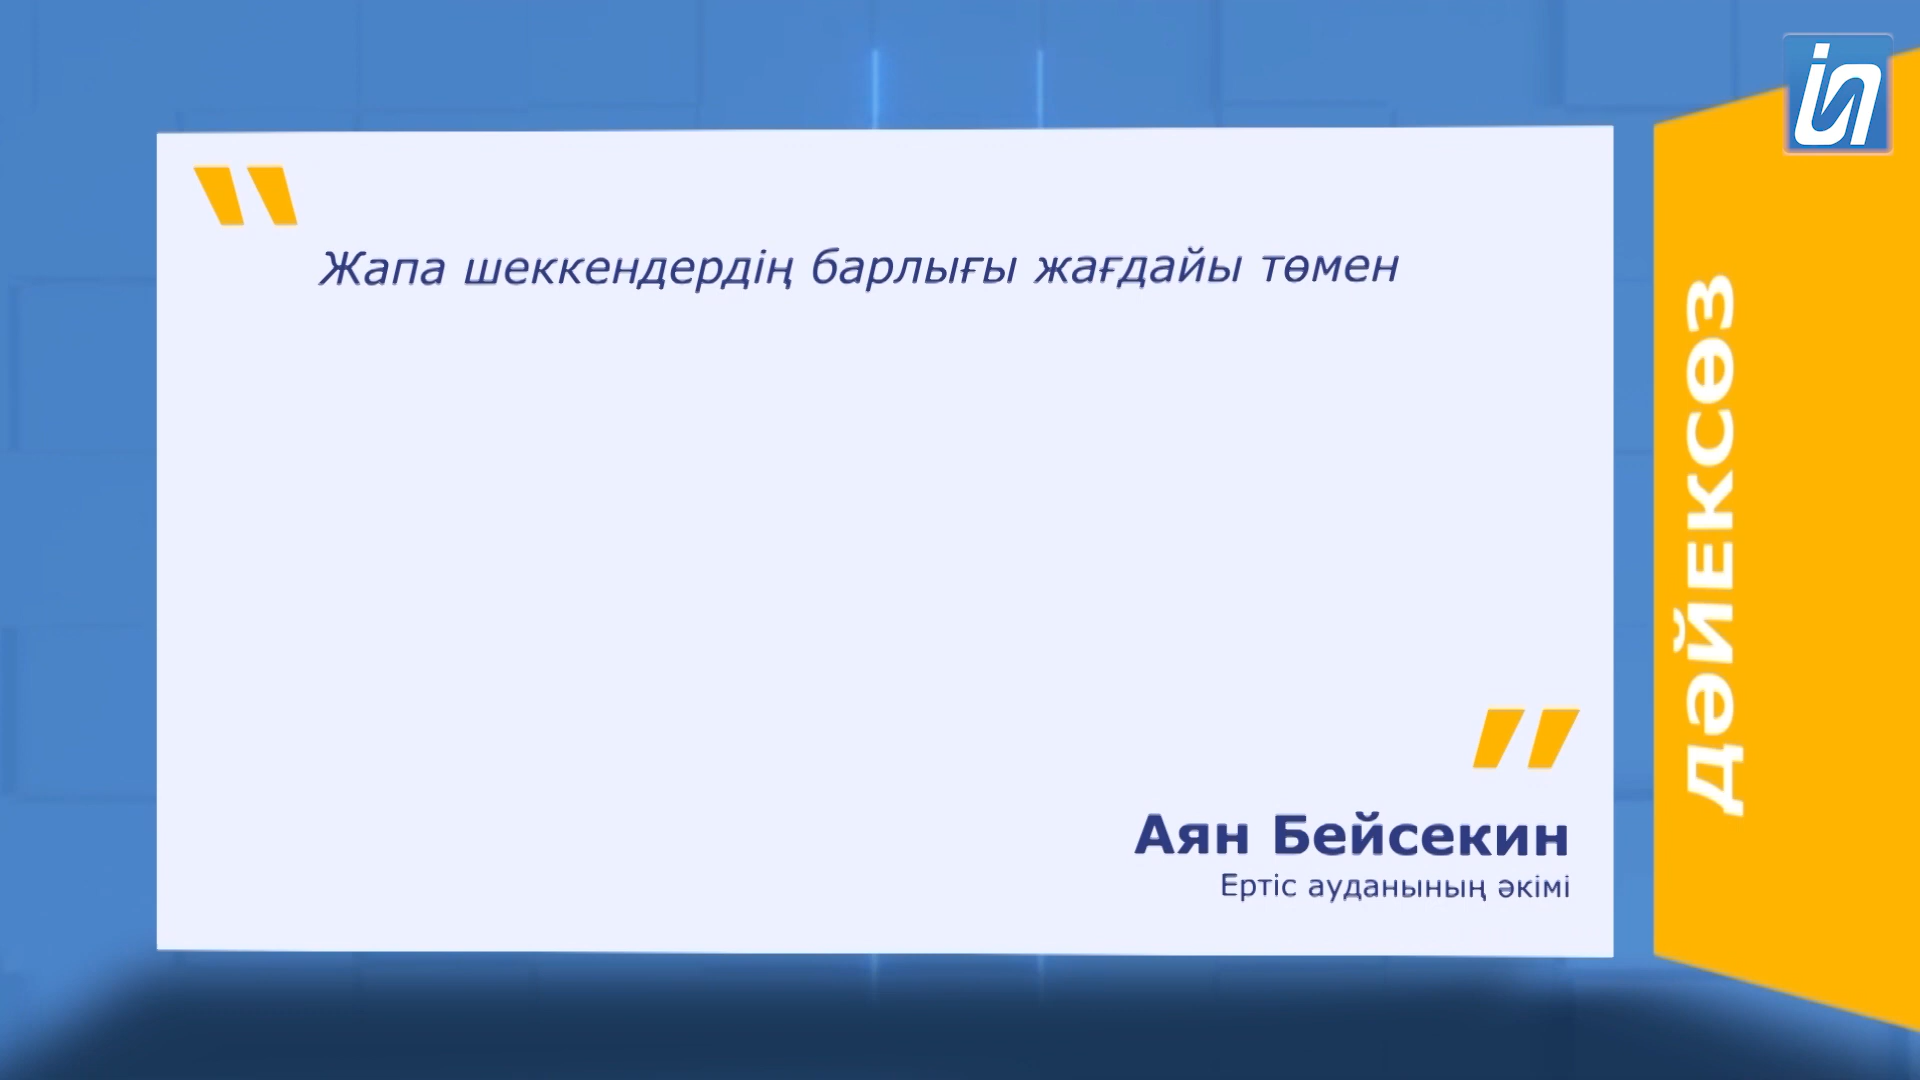 Жапа шеккендердің барлығы жағдайы төмен
Аян Бейсекин
Ертіс ауданының әкімі
ДӘЙЕКСӨЗ